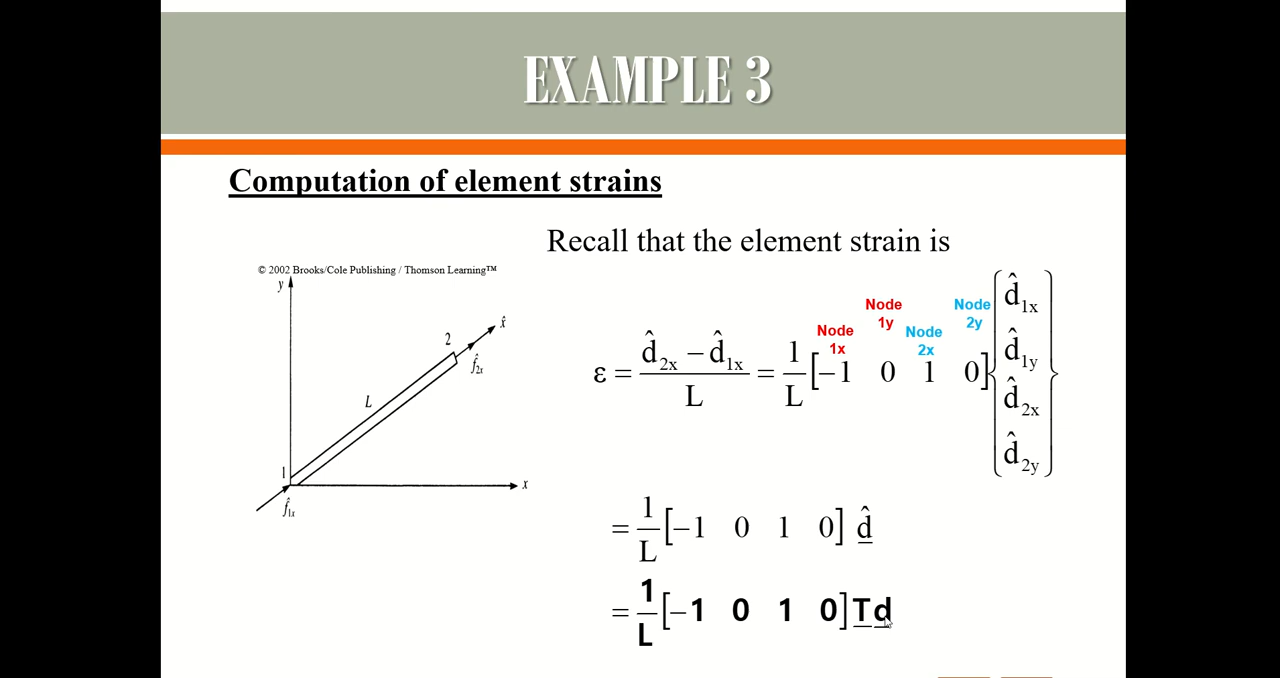 EXAMPLE 3
Computation of element strains
Recall that the element strain is
© 2002 Brooks/Cole Publishing / Thomson Learning™
y
2
x̂
f̂2x
L
1
x
f̂1x
Node 1x
Node 1y
Node 2x
Node 2y
ε = (d̂2x − d̂1x) / L = 1/L [−1 0 1 0] {d̂1x d̂1y d̂2x d̂2y}
= 1/L [−1 0 1 0] d̂
= 1/L [−1 0 1 0] Td